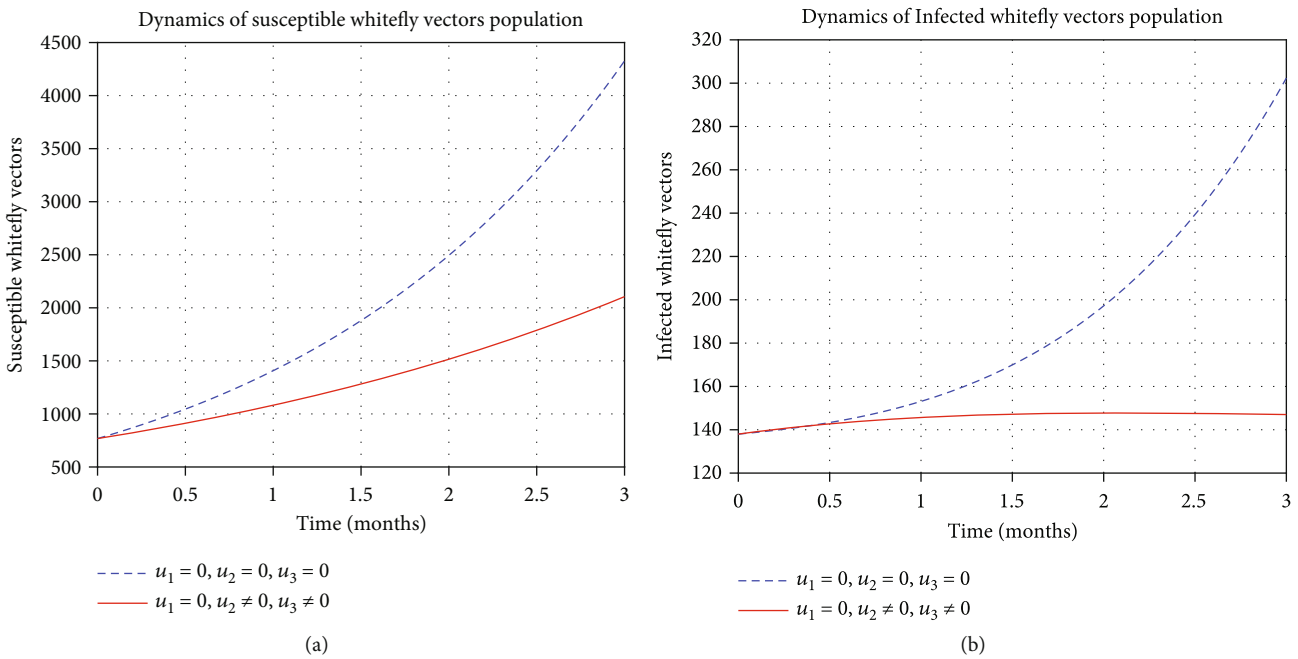 Dynamics of susceptible whitefly vectors population
4500
4000
3500
3000
2500
2000
1500
1000
500
Susceptible whitefly vectors
0 0.5 1 1.5 2 2.5 3
Time (months)
u1 = 0, u2 = 0, u3 = 0
u1 = 0, u2 ≠ 0, u3 ≠ 0
(a)
Dynamics of Infected whitefly vectors population
320
300
280
260
240
220
200
180
160
140
120
Infected whitefly vectors
0 0.5 1 1.5 2 2.5 3
Time (months)
u1 = 0, u2 = 0, u3 = 0
u1 = 0, u2 ≠ 0, u3 ≠ 0
(b)